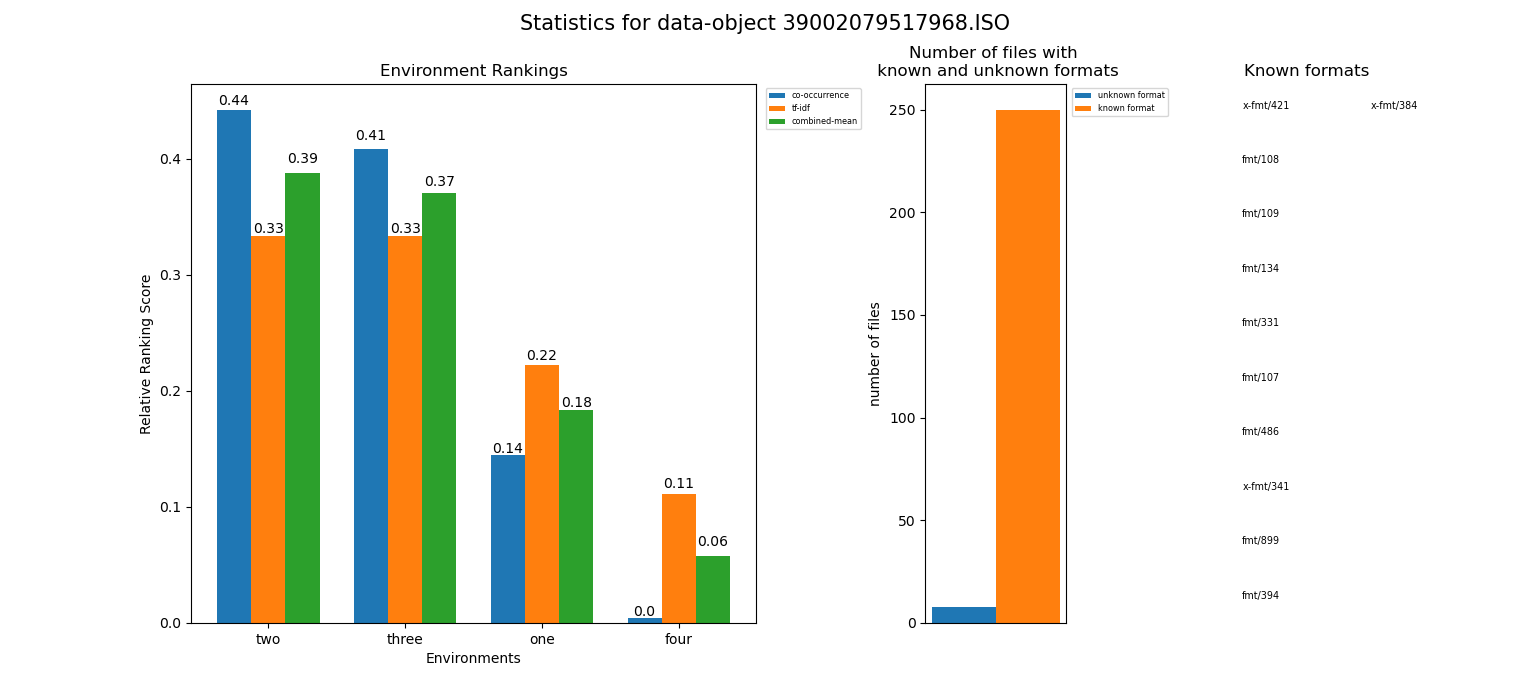 Statistics for data-object 39002079517968.ISO
Environment Rankings
0.44
0.41
0.39
0.37
0.33
0.33
0.22
0.18
0.14
0.11
0.06
0.0
0.4
0.3
0.2
0.1
0.0
Relative Ranking Score
two three one four
Environments
co-occurrence
tf-idf
combined-mean
Number of files with
known and unknown formats
250
200
150
100
50
0
number of files
unknown format
known format
Known formats
x-fmt/421 x-fmt/384
fmt/108
fmt/109
fmt/134
fmt/331
fmt/107
fmt/486
x-fmt/341
fmt/899
fmt/394